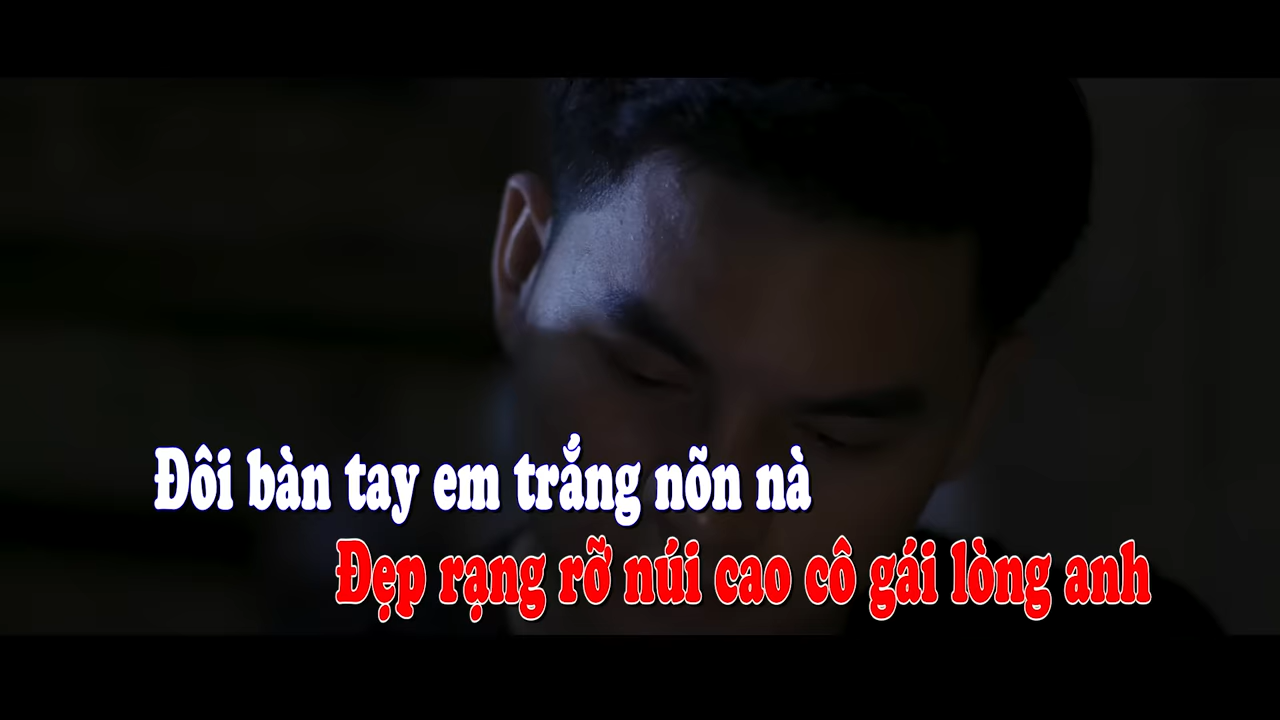 Đôi bàn tay em trắng nõn nà
Đẹp rạng rỡ núi cao cô gái lòng anh